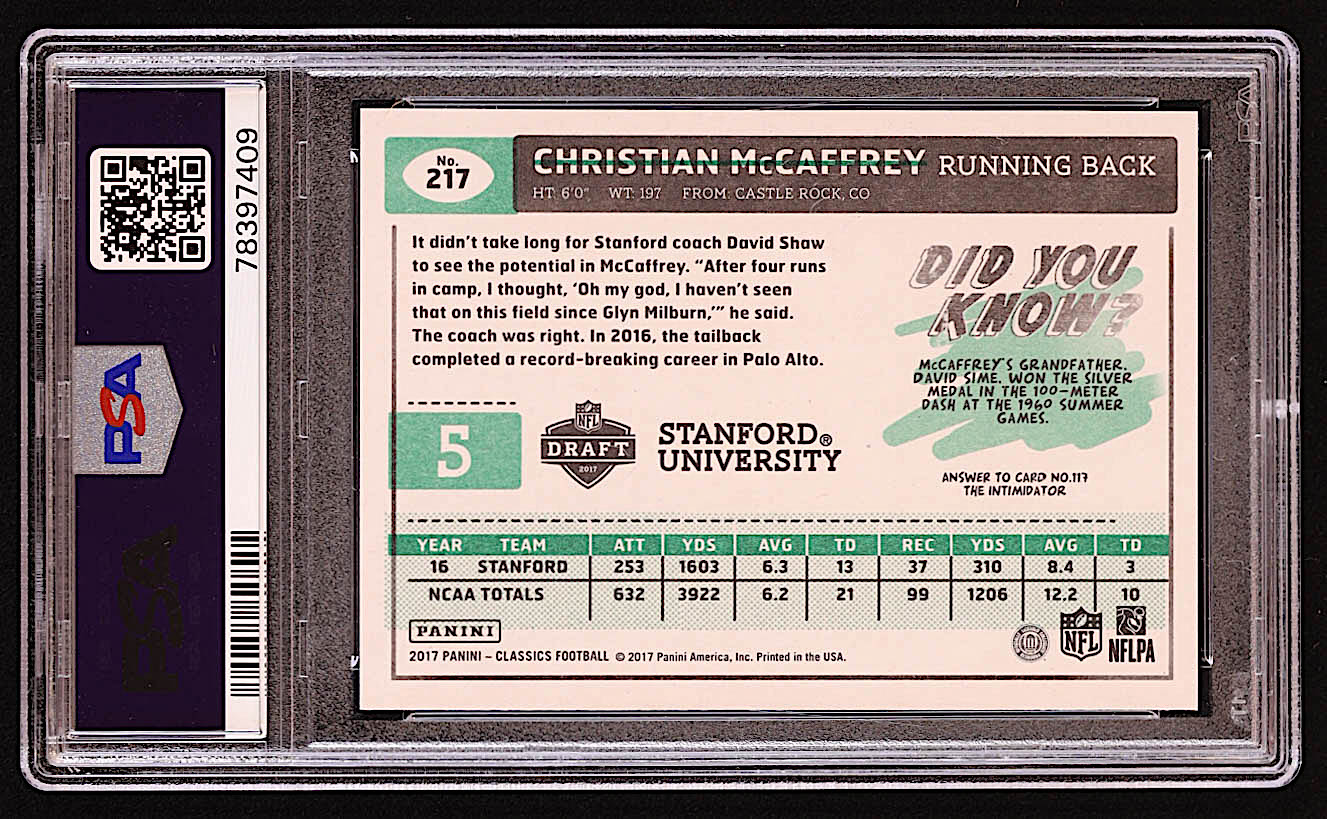 78397409
PSA
PSA
No.
217
CHRISTIAN McCAFFREY RUNNING BACK
HT: 6'0" WT: 197 FROM: CASTLE ROCK, CO
It didn't take long for Stanford coach David Shaw
to see the potential in McCaffrey. "After four runs
in camp, I thought, 'Oh my god, I haven't seen
that on this field since Glyn Milburn,'" he said.
The coach was right. In 2016, the tailback
completed a record-breaking career in Palo Alto.
DID YOU
KNOW?
McCAFFREY'S GRANDFATHER,
DAVID SIME, WON THE SILVER
MEDAL IN THE 100-METER
DASH AT THE 1960 SUMMER
GAMES.
ANSWER TO CARD NO.117
THE INTIMIDATOR
5
NFL
DRAFT
2017
STANFORD®
UNIVERSITY
YEAR TEAM ATT YDS AVG TD REC YDS AVG TD
16 STANFORD 253 1603 6.3 13 37 310 8.4 3
NCAA TOTALS 632 3922 6.2 21 99 1206 12.2 10
PANINI
2017 PANINI – CLASSICS FOOTBALL © 2017 Panini America, Inc. Printed in the USA.
NFL
NFLPA
PSA